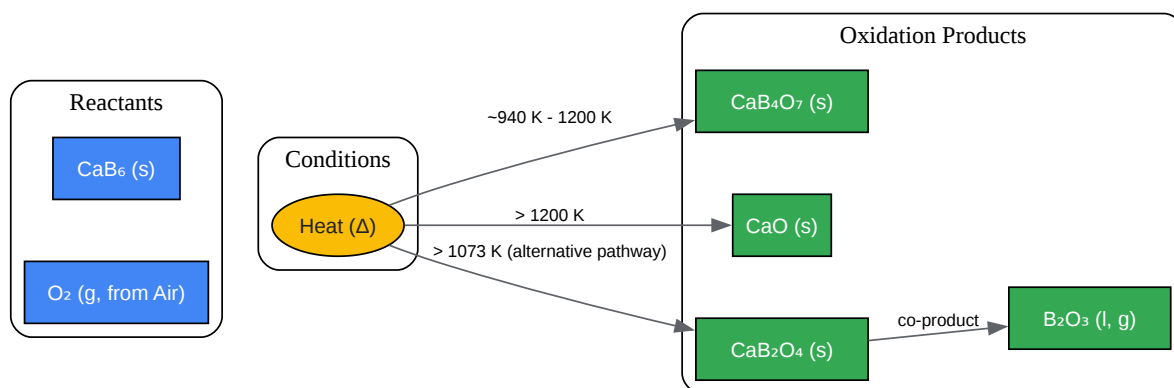 Reactants
CaB₆ (s)
O₂ (g, from Air)
Conditions
Heat (Δ)
~940 K - 1200 K
> 1200 K
> 1073 K (alternative pathway)
Oxidation Products
CaB₄O₇ (s)
CaO (s)
CaB₂O₄ (s)
co-product
B₂O₃ (l, g)